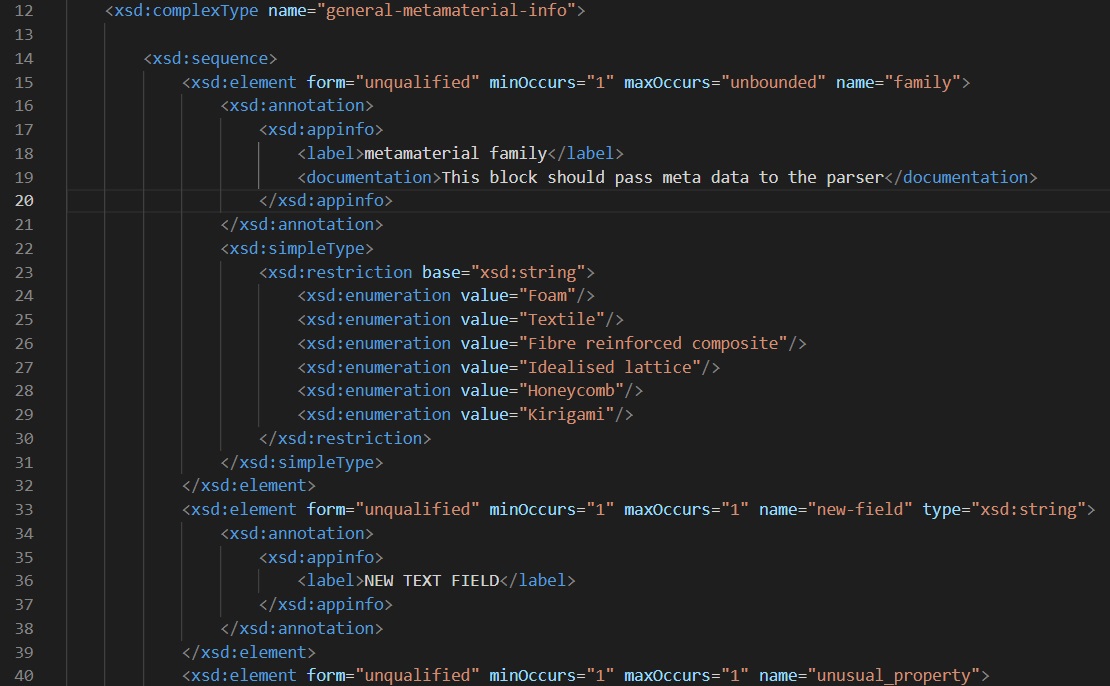 12 <xsd:complexType name="general-metamaterial-info">
13
14 <xsd:sequence>
15 <xsd:element form="unqualified" minOccurs="1" maxOccurs="unbounded" name="family">
16 <xsd:annotation>
17 <xsd:appinfo>
18 <label>metamaterial family</label>
19 <documentation>This block should pass meta data to the parser</documentation>
20 </xsd:appinfo>
21 </xsd:annotation>
22 <xsd:simpleType>
23 <xsd:restriction base="xsd:string">
24 <xsd:enumeration value="Foam"/>
25 <xsd:enumeration value="Textile"/>
26 <xsd:enumeration value="Fibre reinforced composite"/>
27 <xsd:enumeration value="Idealised lattice"/>
28 <xsd:enumeration value="Honeycomb"/>
29 <xsd:enumeration value="Kirigami"/>
30 </xsd:restriction>
31 </xsd:simpleType>
32 </xsd:element>
33 <xsd:element form="unqualified" minOccurs="1" maxOccurs="1" name="new-field" type="xsd:string">
34 <xsd:annotation>
35 <xsd:appinfo>
36 <label>NEW TEXT FIELD</label>
37 </xsd:appinfo>
38 </xsd:annotation>
39 </xsd:element>
40 <xsd:element form="unqualified" minOccurs="1" maxOccurs="1" name="unusual_property">